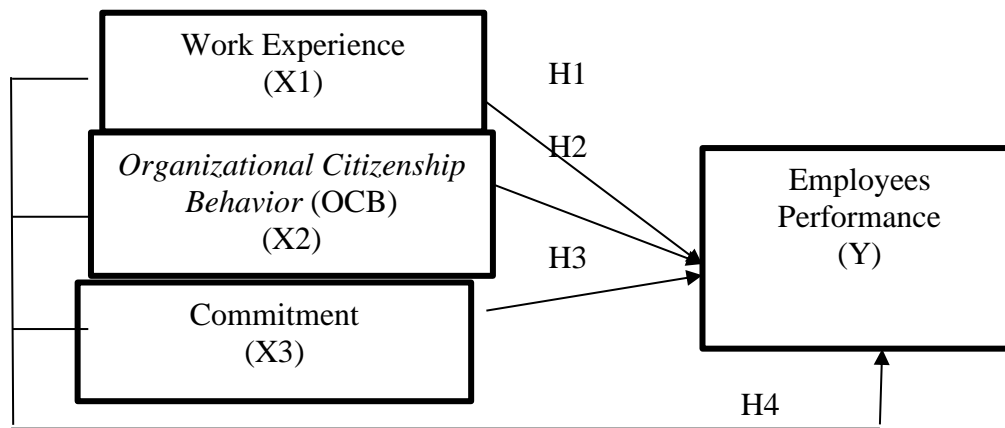 Work Experience
(X1)
H1
H2
Organizational Citizenship
Behavior (OCB)
(X2)
H3
Commitment
(X3)
Employees
Performance
(Y)
H4